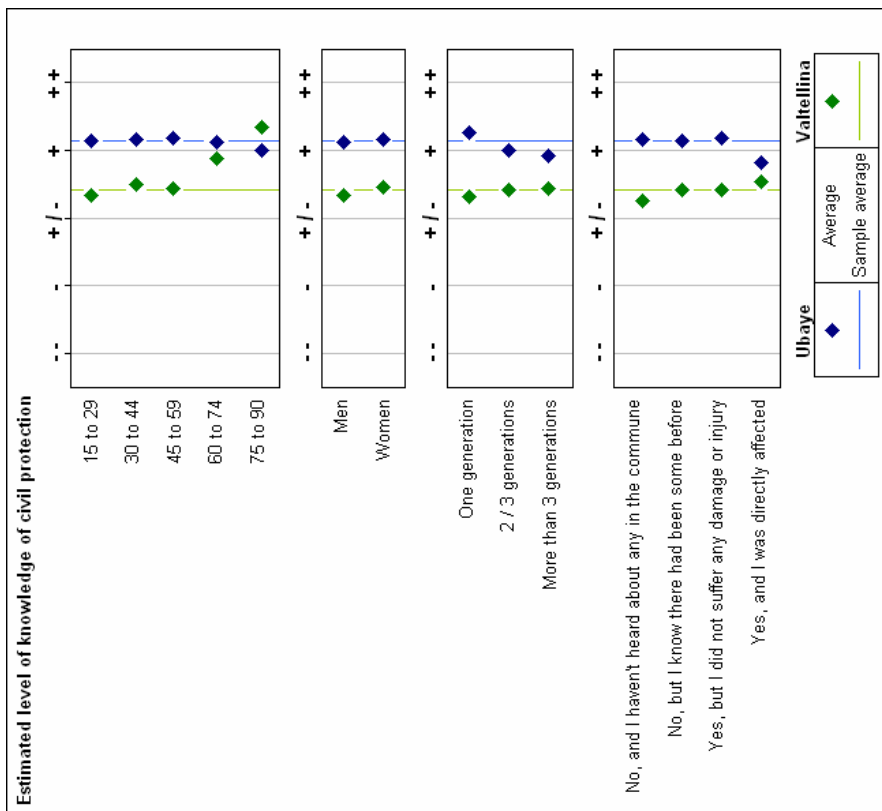 Estimated level of knowledge of civil protection
- - - + / - + + +
15 to 29
30 to 44
45 to 59
60 to 74
75 to 90
- - - + / - + + +
Men
Women
- - - + / - + + +
One generation
2 / 3 generations
More than 3 generations
- - - + / - + + +
No, and I haven't heard about any in the commune
No, but I know there had been some before
Yes, but I did not suffer any damage or injury
Yes, and I was directly affected
Ubaye Valtellina
Average
Sample average